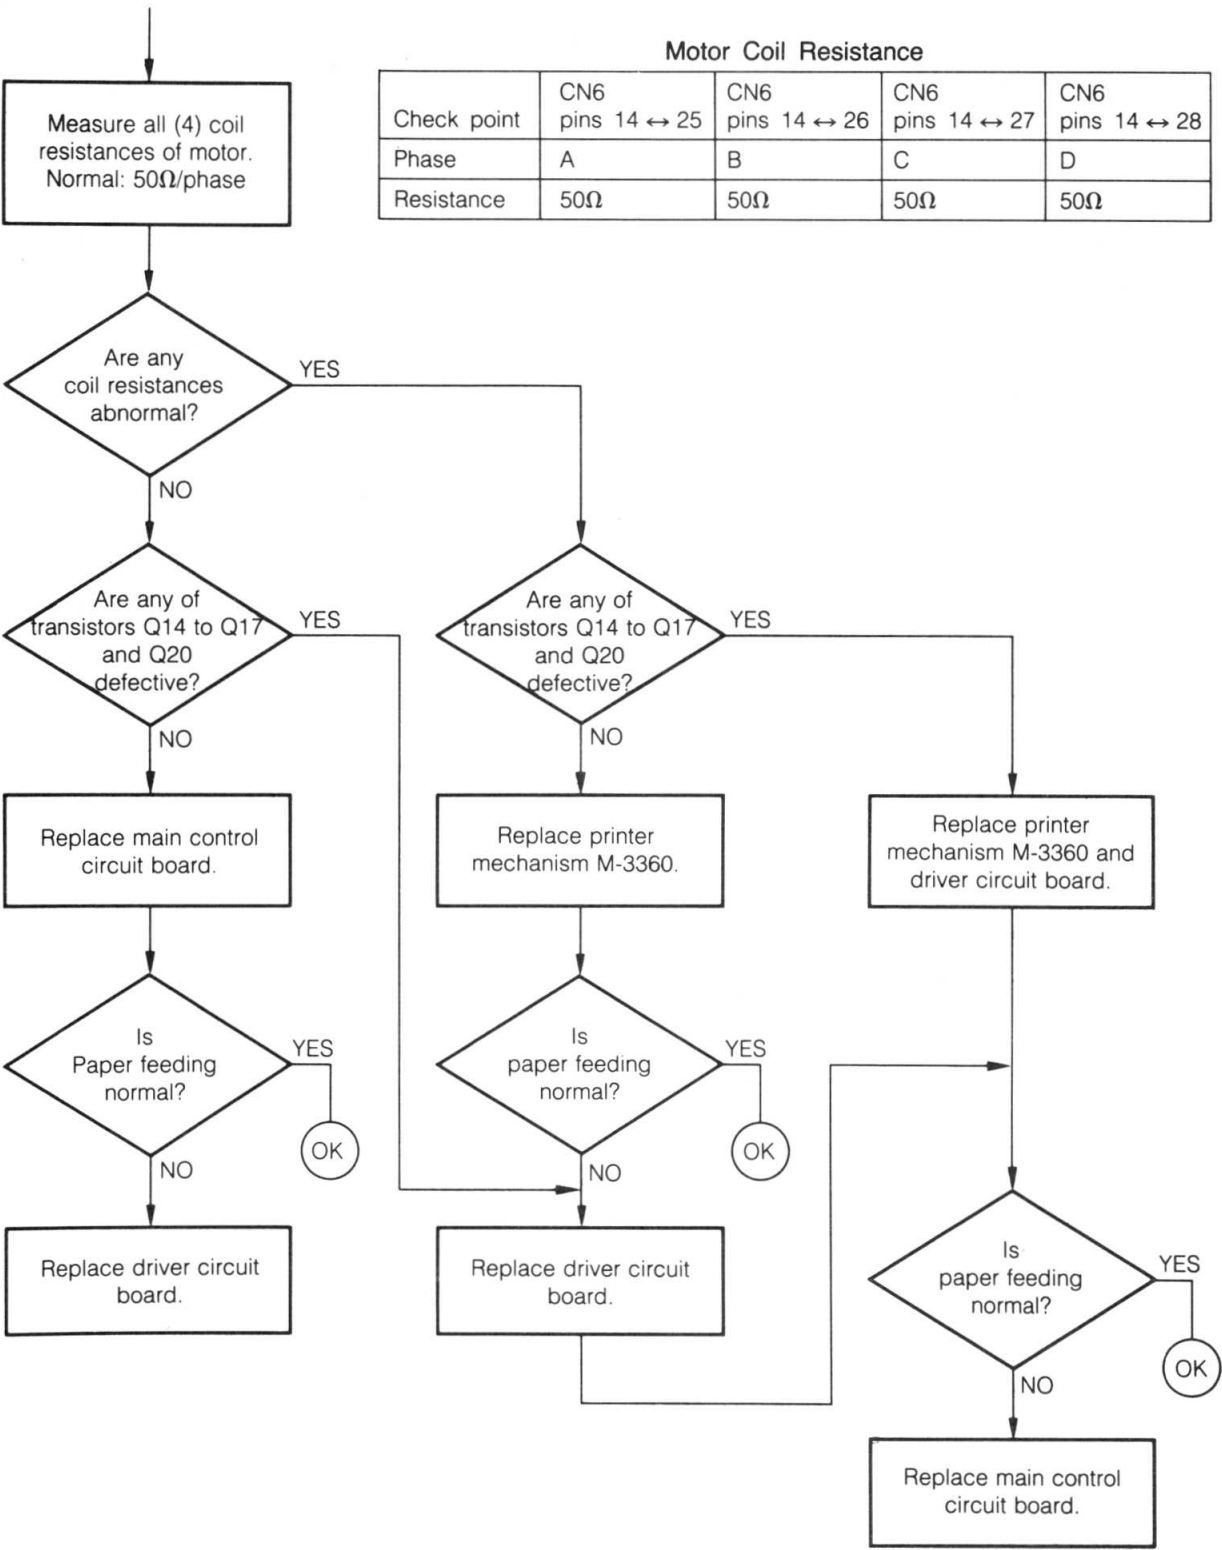 Motor Coil Resistance
Check point
CN6
pins 14 ↔ 25
CN6
pins 14 ↔ 26
CN6
pins 14 ↔ 27
CN6
pins 14 ↔ 28
Phase
A
B
C
D
Resistance
50Ω
50Ω
50Ω
50Ω
Measure all (4) coil
resistances of motor.
Normal: 50Ω/phase
Are any
coil resistances
abnormal?
YES
NO
Are any of
transistors Q14 to Q17
and Q20
defective?
YES
NO
Are any of
transistors Q14 to Q17
and Q20
defective?
YES
NO
Replace main control
circuit board.
Replace printer
mechanism M-3360.
Replace printer
mechanism M-3360 and
driver circuit board.
Is
Paper feeding
normal?
YES
OK
NO
Is
paper feeding
normal?
YES
OK
NO
Replace driver circuit
board.
Replace driver circuit
board.
Is
paper feeding
normal?
YES
OK
NO
Replace main control
circuit board.